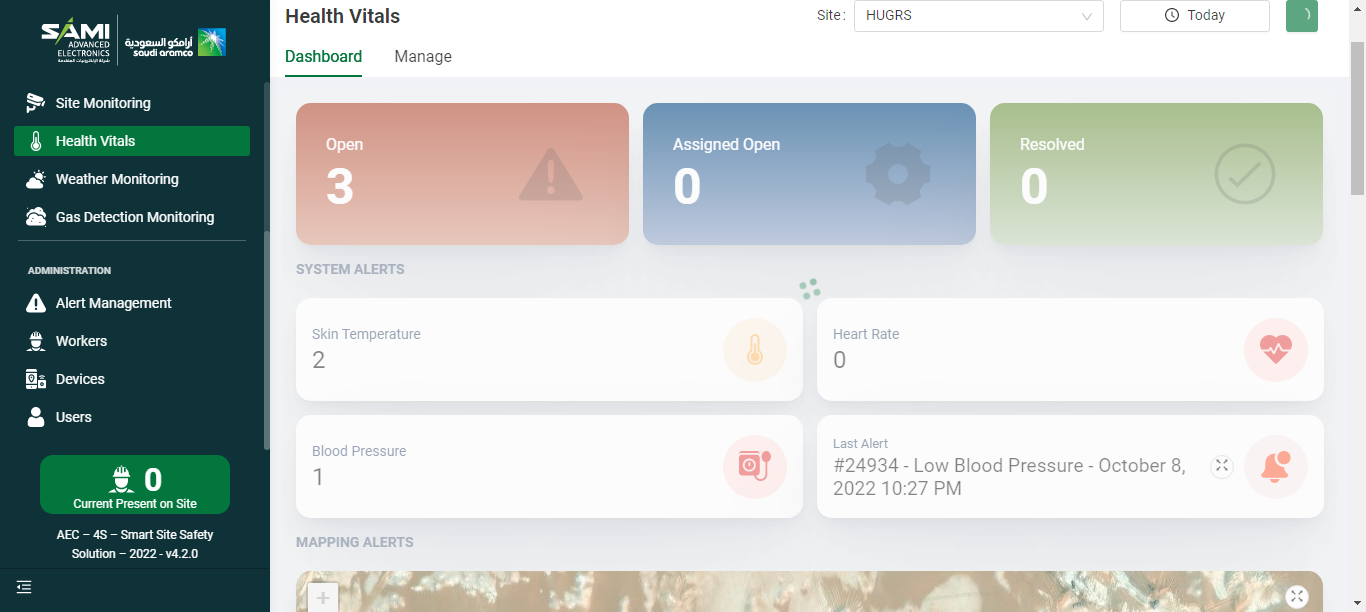 SAMI
ADVANCED
ELECTRONICS
أرامكو السعودية
saudi aramco
Site Monitoring
Health Vitals
Weather Monitoring
Gas Detection Monitoring
ADMINISTRATION
Alert Management
Workers
Devices
Users
0
Current Present on Site
AEC – 4S – Smart Site Safety
Solution – 2022 - v4.2.0
Health Vitals
Site :
HUGRS
Today
Dashboard
Manage
Open
3
Assigned Open
0
Resolved
0
SYSTEM ALERTS
Skin Temperature
2
Heart Rate
0
Blood Pressure
1
Last Alert
#24934 - Low Blood Pressure - October 8,
2022 10:27 PM
MAPPING ALERTS
+